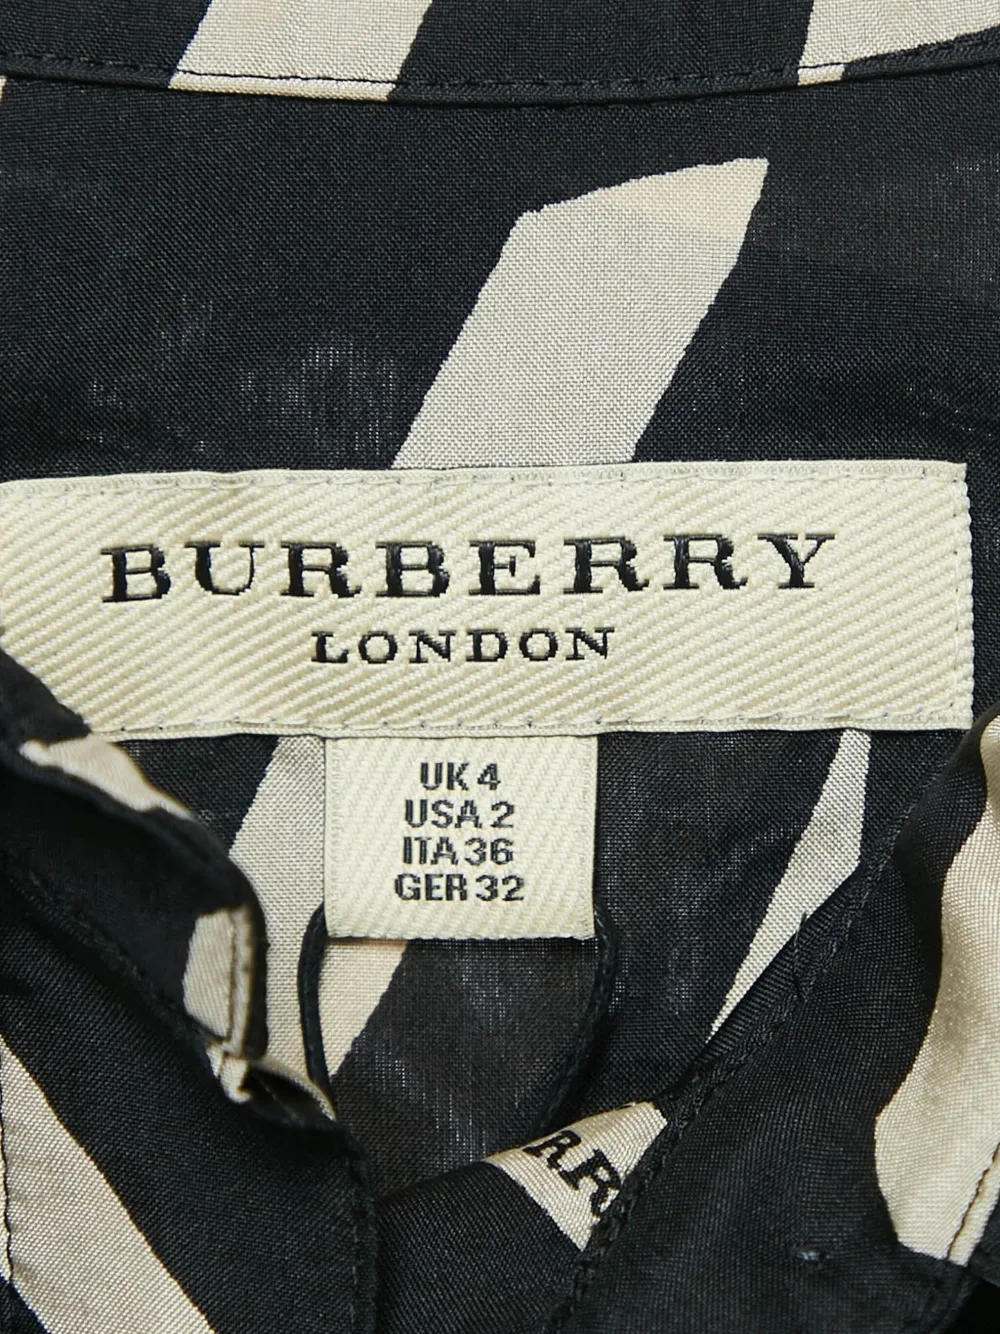 BURBERRY
LONDON
UK 4
USA 2
ITA 36
GER 32